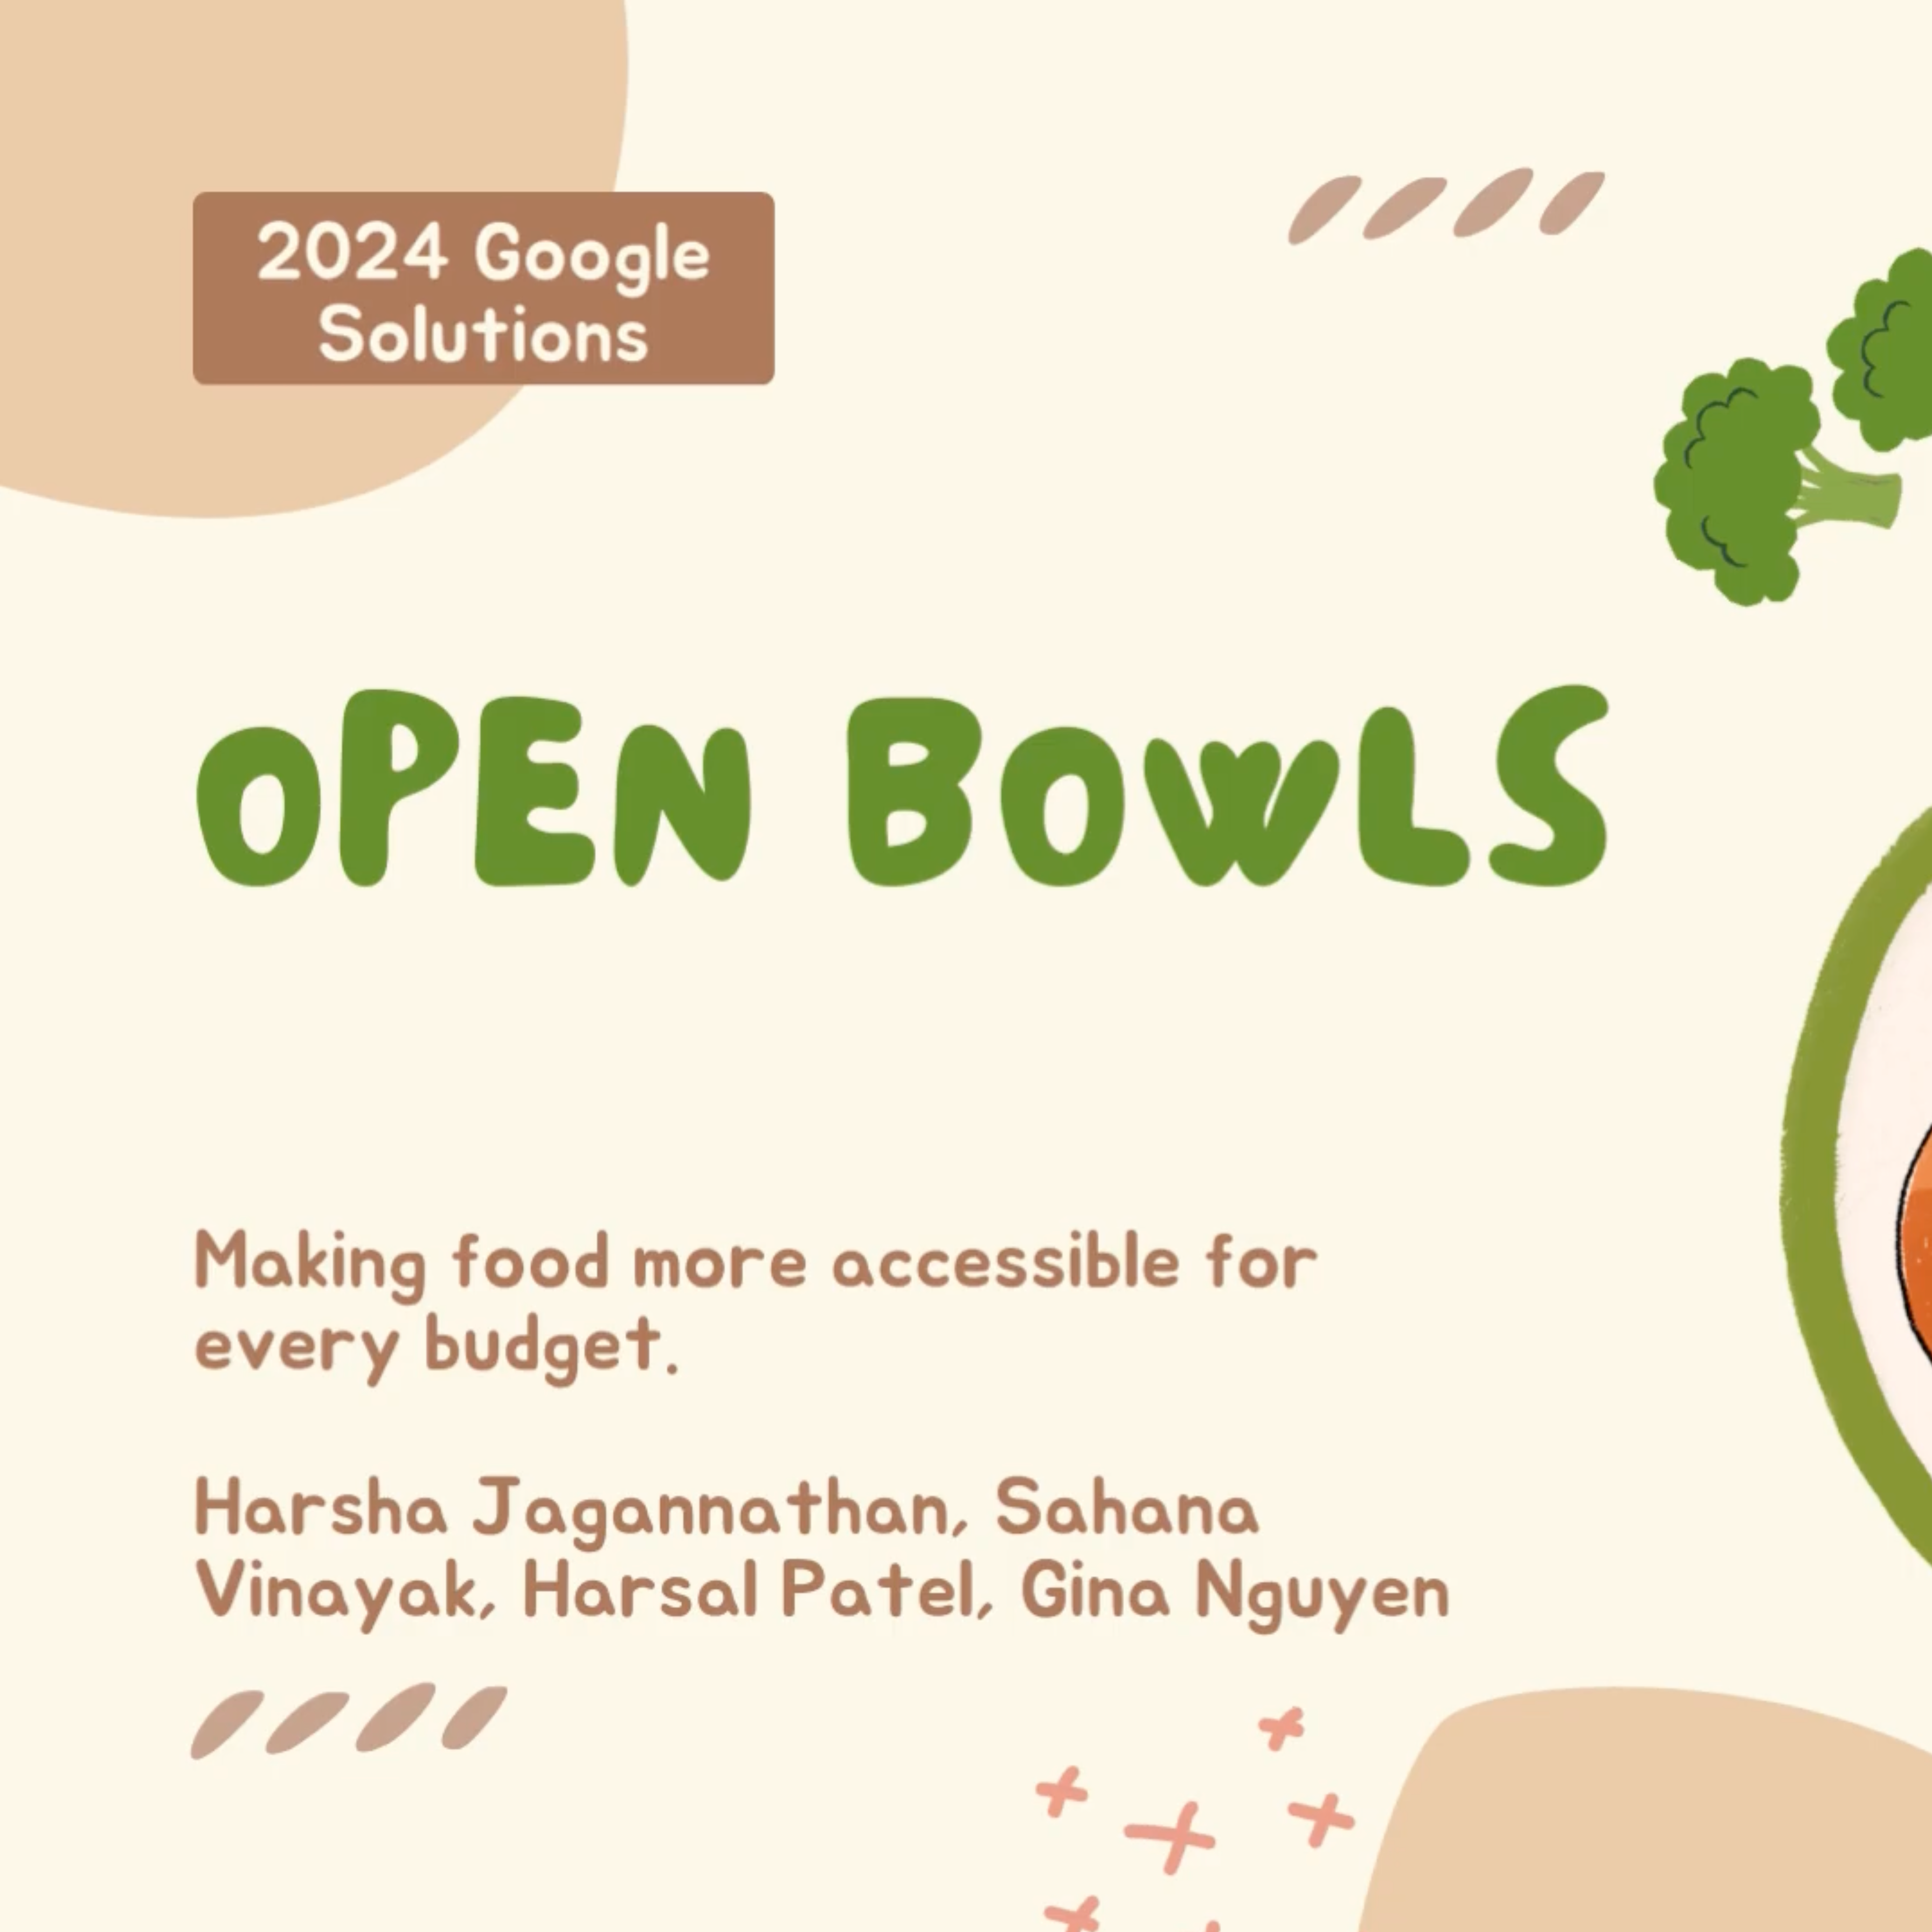 2024 Google
Solutions
OPEN BOWLS
Making food more accessible for
every budget.
Harsha Jagannathan, Sahana
Vinayak, Harsal Patel, Gina Nguyen